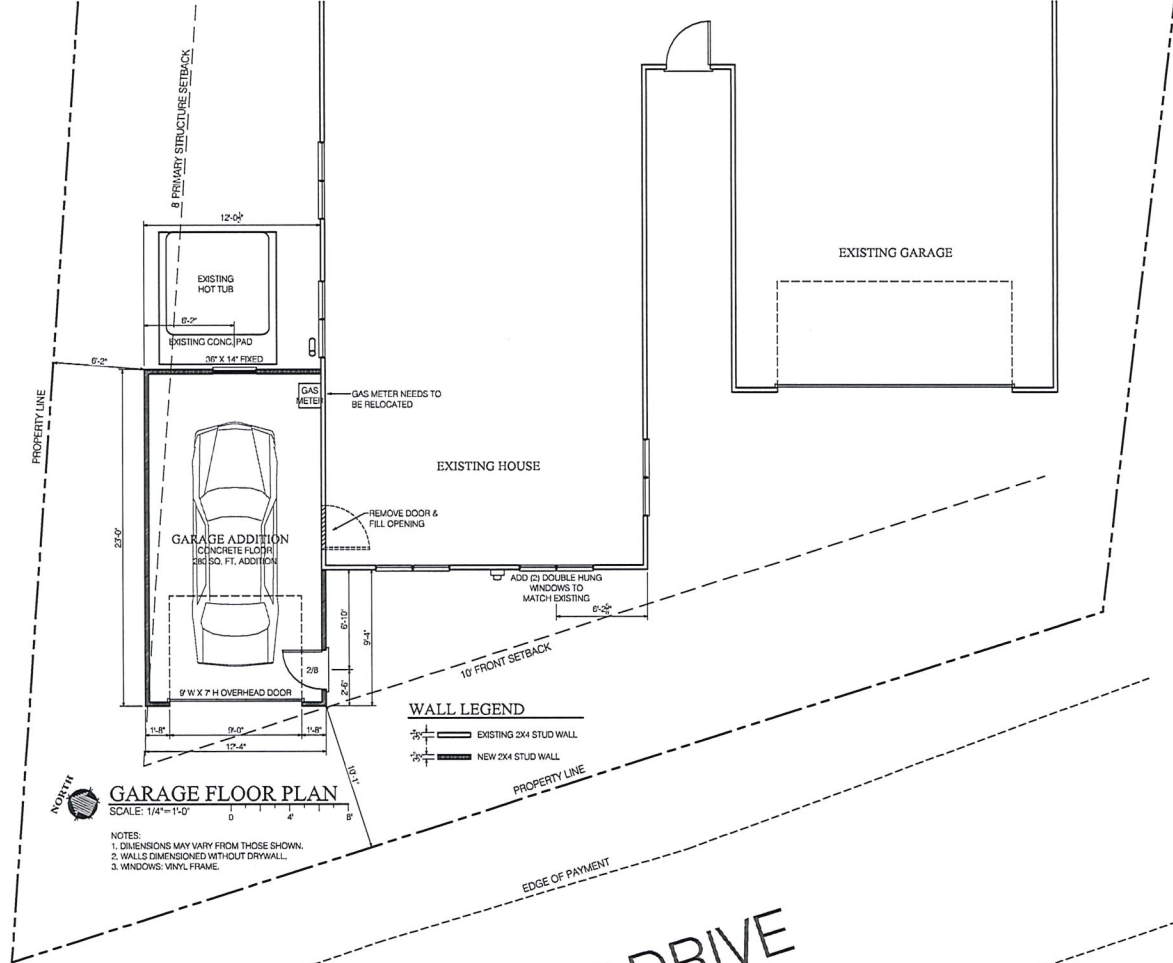 8 PRIMARY STRUCTURE SETBACK
12'-0½"
EXISTING
HOT TUB
6'-2"
EXISTING CONC. PAD
36" X 14" FIXED
6'-2"
PROPERTY LINE
GAS
METER
GAS METER NEEDS TO
BE RELOCATED
EXISTING GARAGE
EXISTING HOUSE
REMOVE DOOR &
FILL OPENING
23'-0"
GARAGE ADDITION
CONCRETE FLOOR
280 SQ. FT. ADDITION
2/8
9' W X 7' H OVERHEAD DOOR
6'-10"
2'-6"
9'-4"
ADD (2) DOUBLE HUNG
WINDOWS TO
MATCH EXISTING
10' FRONT SETBACK
1'-8"
9'-0"
1'-8"
12'-4"
10'-1"
WALL LEGEND
EXISTING 2X4 STUD WALL
NEW 2X4 STUD WALL
PROPERTY LINE
NORTH
GARAGE FLOOR PLAN
SCALE: 1/4"=1'-0"
0 4' 8'
NOTES:
1. DIMENSIONS MAY VARY FROM THOSE SHOWN.
2. WALLS DIMENSIONED WITHOUT DRYWALL.
3. WINDOWS: VINYL FRAME.
EDGE OF PAYMENT
DRIVE